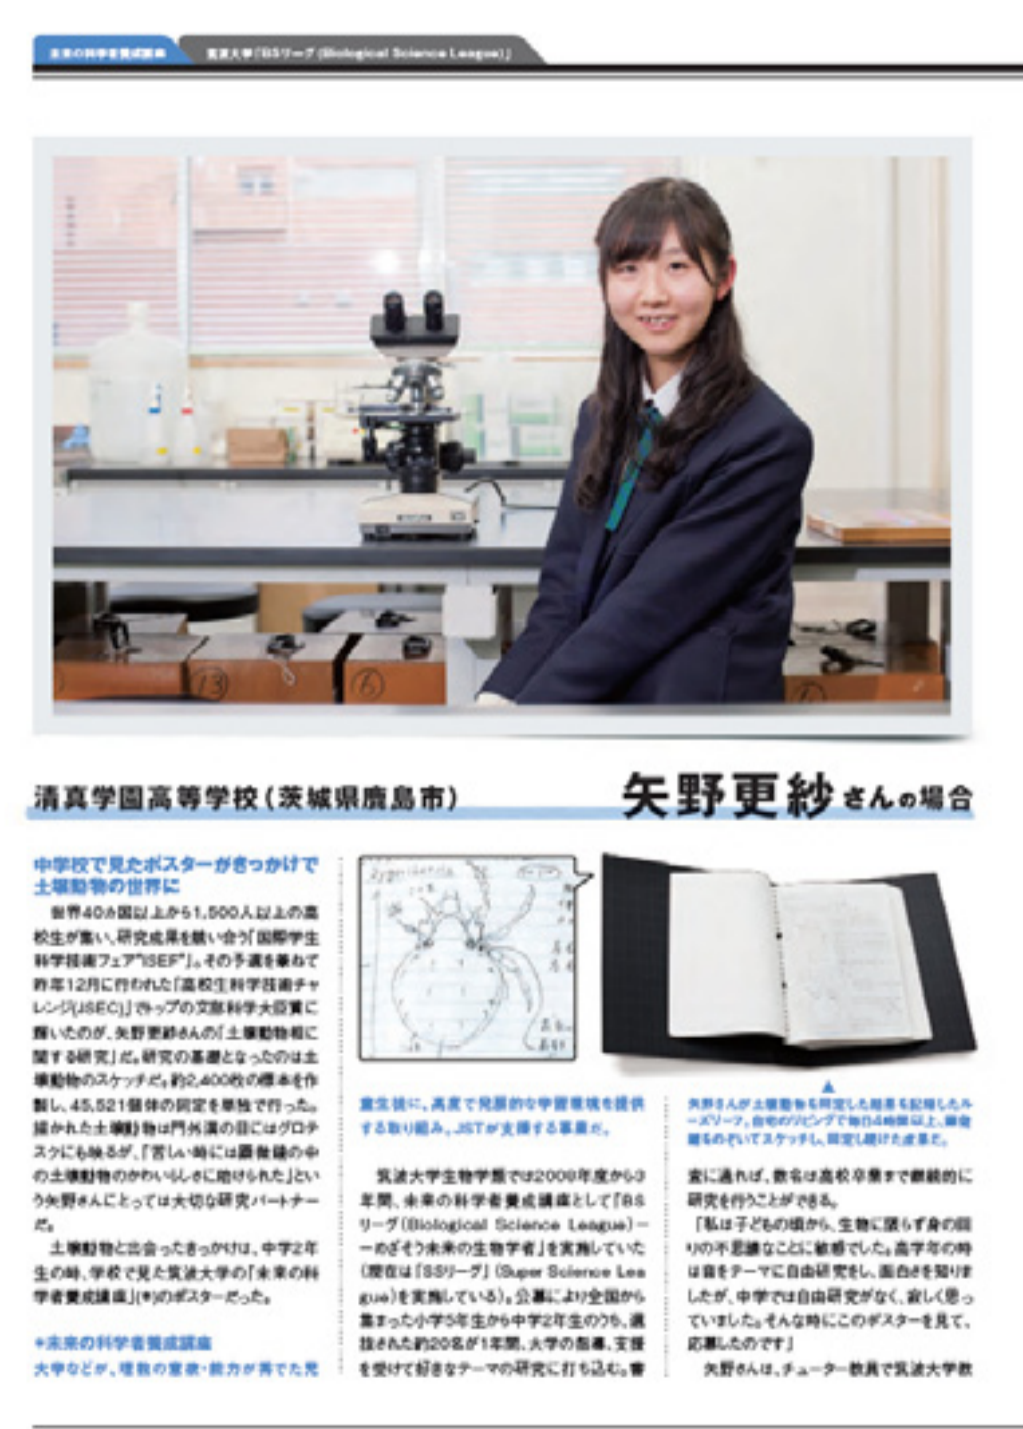 未来の科学者養成講座
筑波大学「BSリーグ(Biological Science League)」
13
6
清真学園高等学校（茨城県鹿島市）
矢野更紗さんの場合
中学校で見たポスターがきっかけで
土壌動物の世界に
世界40カ国以上から1,500人以上の高
校生が集い、研究成果を競い合う「国際学生
科学技術フェア"ISEF"」。その予選を兼ねて
昨年12月に行われた「高校生科学技術チャ
レンジ(JSEC)」でトップの文部科学大臣賞に
輝いたのが、矢野更紗さんの「土壌動物相に
関する研究」だ。研究の基礎となったのは土
壌動物のスケッチだ。約2,400枚の標本を作
製し、45,521個体の同定を単独で行った。
描かれた土壌動物は門外漢の目にはグロテ
スクにも映るが、「苦しい時には顕微鏡の中
の土壌動物のかわいらしさに助けられた」とい
う矢野さんにとっては大切な研究パートナー
だ。
土壌動物と出会ったきっかけは、中学2年
生の時、学校で見た筑波大学の「未来の科
学者養成講座」(*)のポスターだった。
*未来の科学者養成講座
大学などが、理数の意欲・能力が秀でた児
童生徒に、高度で発展的な学習環境を提供
する取り組み。JSTが支援する事業だ。
筑波大学生物学類では2008年度から3
年間、未来の科学者養成講座として「BS
リーグ(Biological Science League)ー
ーめざそう未来の生物学者」を実施していた
(現在は「SSリーグ」(Super Science Lea
gue)を実施している)。公募により全国から
集まった小学5年生から中学2年生のうち、選
抜された約20名が1年間、大学の指導、支援
を受けて好きなテーマの研究に打ち込む。審
矢野さんが土壌動物を同定した結果を記録したル
ーズリーフ。自宅のリビングで毎日4時間以上、顕微
鏡をのぞいてスケッチし、同定し続けた成果だ。
査に通れば、数名は高校卒業まで継続的に
研究を行うことができる。
「私は子どもの頃から、生物に限らず身の回
りの不思議なことに敏感でした。高学年の時
は音をテーマに自由研究をし、面白さを知りま
したが、中学では自由研究がなく、寂しく思っ
ていました。そんな時にこのポスターを見て、
応募したのです」
矢野さんは、チューター教員で筑波大学教